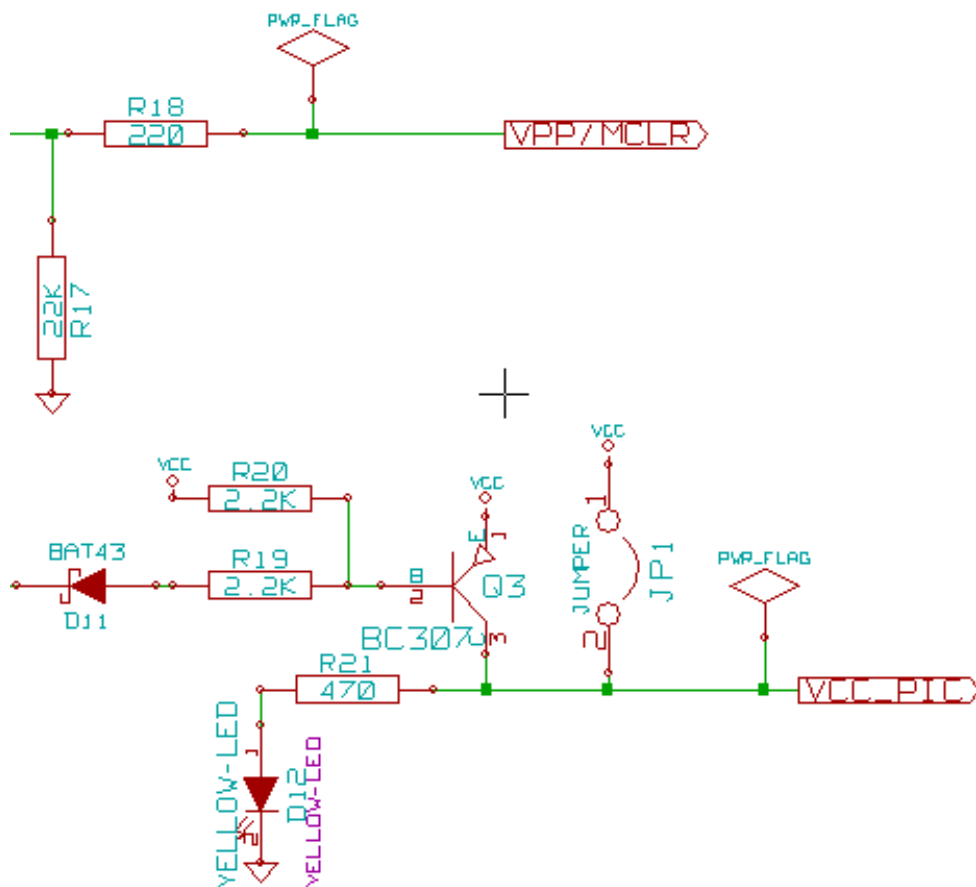 PWR_FLAG
R18
220
VPP/MCLR
22K
R17
VCC
R20
2.2K
VCC
VCC
BAT43
D11
R19
2.2K
B
2
E
1
Q3
BC307
C
3
JUMPER
1
2
JP1
PWR_FLAG
R21
470
VCC_PIC
YELLOW-LED
1
2
D12
YELLOW-LED